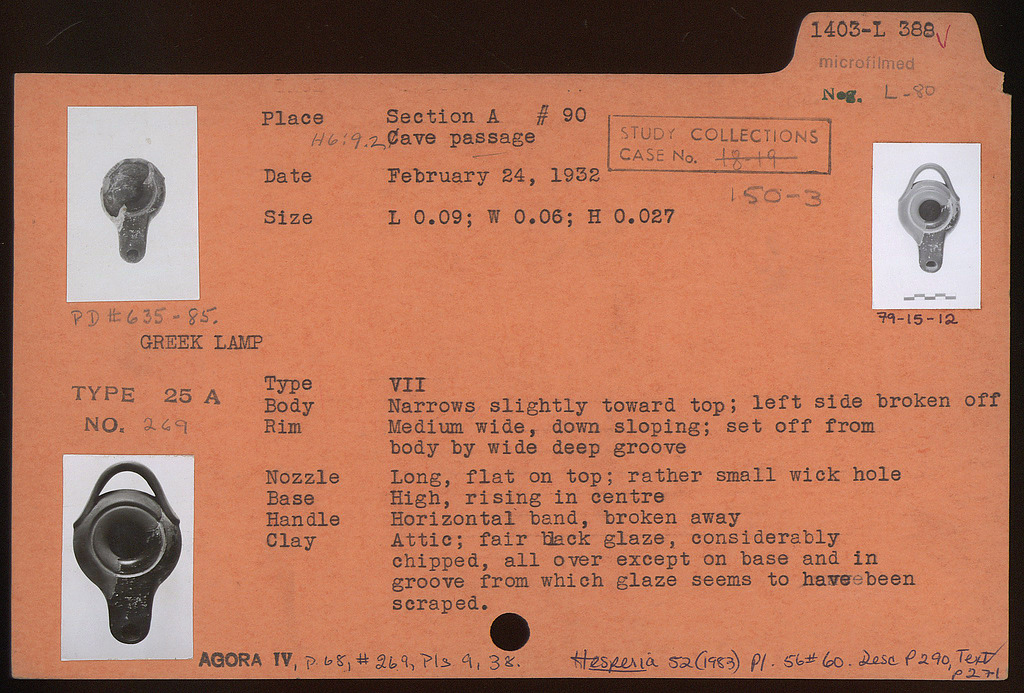 1403-L 388 ✓
microfilmed
Neg. L-80
Place Section A # 90
H6:9.2 Cave passage
STUDY COLLECTIONS
CASE No. 18-19
150-3
Date February 24, 1932
Size L 0.09; W 0.06; H 0.027
79-15-12
PD # 635-85.
GREEK LAMP
TYPE 25 A
NO. 269
Type VII
Body Narrows slightly toward top; left side broken off
Rim Medium wide, down sloping; set off from
body by wide deep groove
Nozzle Long, flat on top; rather small wick hole
Base High, rising in centre
Handle Horizontal band, broken away
Clay Attic; fair black glaze, considerably
chipped, all over except on base and in
groove from which glaze seems to have been
scraped.
AGORA IV, p. 68, # 269, Pls 9, 38.
Hesperia 52 (1983) Pl. 56 # 60. Desc P 290, Text
p 271